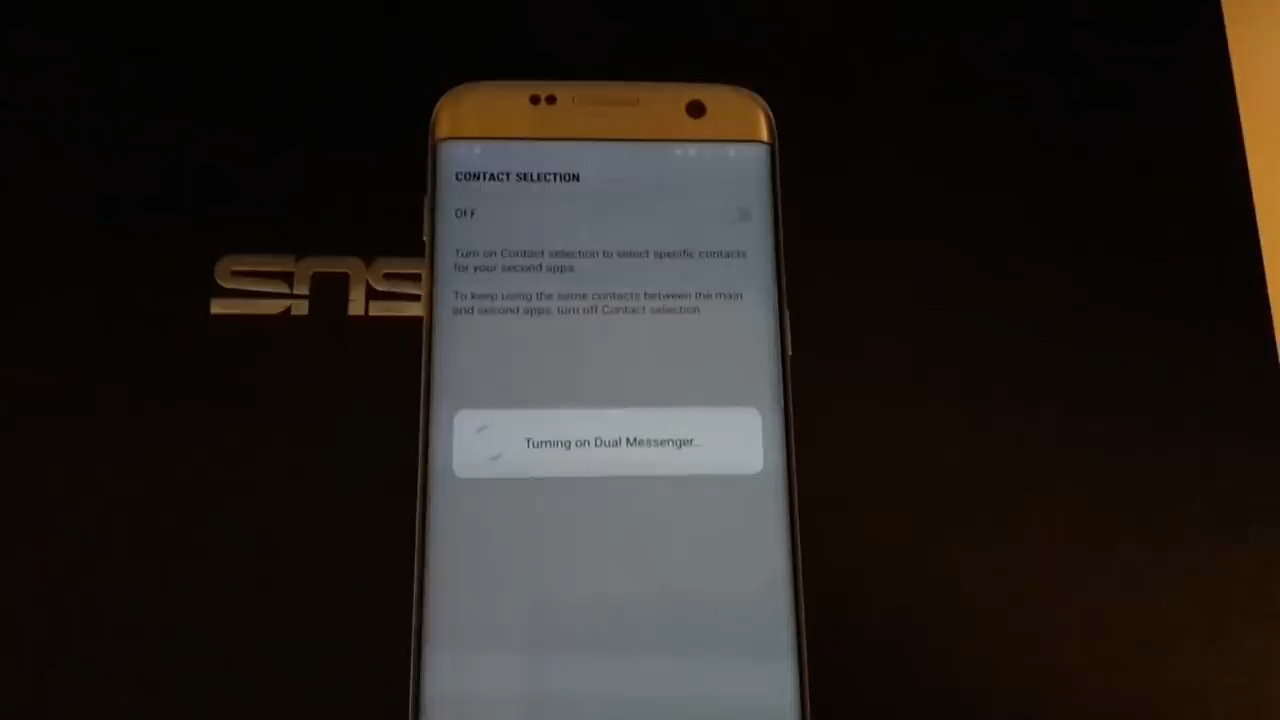 CONTACT SELECTION
OFF
Turn on Contact selection to select specific contacts
for your second apps.
To keep using the same contacts between the main
and second apps, turn off Contact selection.
Turning on Dual Messenger...